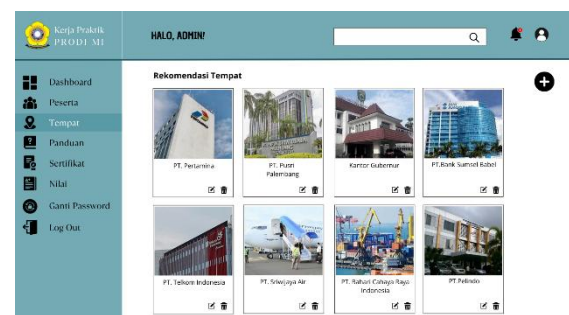 Kerja Praktik
PRODI MI
HALO, ADMIN!
Dashboard
Peserta
Tempat
Panduan
Sertifikat
Nilai
Ganti Password
Log Out
Rekomendasi Tempat
PT. Pertamina
PT. Pusri
Palembang
Kantor Gubernur
PT.Bank Sumsel Babel
PT. Telkom Indonesia
PT. Sriwijaya Air
PT. Bahari Cahaya Raya
Indonesia
PT.Pelindo